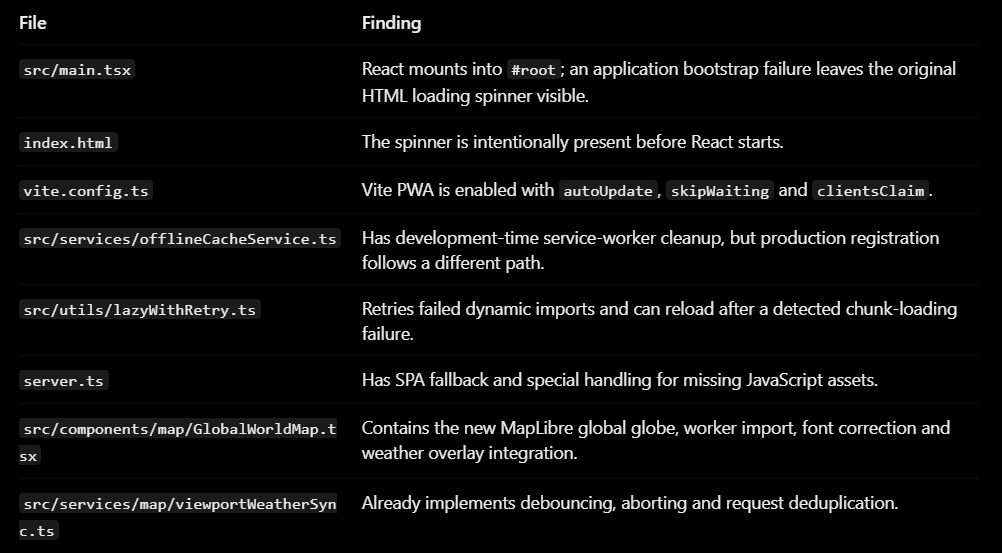 File Finding
src/main.tsx React mounts into #root; an application bootstrap failure leaves the original
HTML loading spinner visible.
index.html The spinner is intentionally present before React starts.
vite.config.ts Vite PWA is enabled with autoUpdate, skipWaiting and clientsClaim.
src/services/offlineCacheService.ts Has development-time service-worker cleanup, but production registration
follows a different path.
src/utils/lazyWithRetry.ts Retries failed dynamic imports and can reload after a detected chunk-loading
failure.
server.ts Has SPA fallback and special handling for missing JavaScript assets.
src/components/map/GlobalWorldMap.t Contains the new MapLibre global globe, worker import, font correction and
sx weather overlay integration.
src/services/map/viewportWeatherSyn Already implements debouncing, aborting and request deduplication.
c.ts